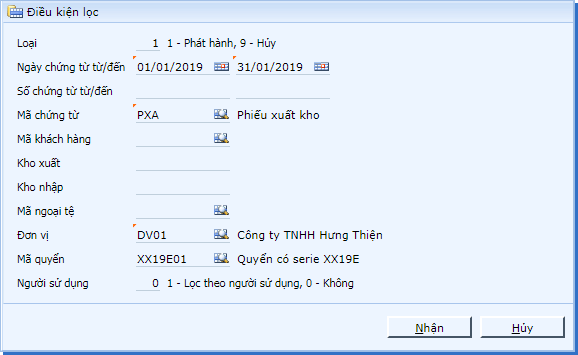 Điều kiện lọc
Loại 1 1 - Phát hành, 9 - Hủy
Ngày chứng từ từ/đến 01/01/2019 31/01/2019
Số chứng từ từ/đến
Mã chứng từ PXA Phiếu xuất kho
Mã khách hàng
Kho xuất
Kho nhập
Mã ngoại tệ
Đơn vị DV01 Công ty TNHH Hưng Thiện
Mã quyển XX19E01 Quyển có serie XX19E
Người sử dụng 0 1 - Lọc theo người sử dụng, 0 - Không
Nhận Hủy